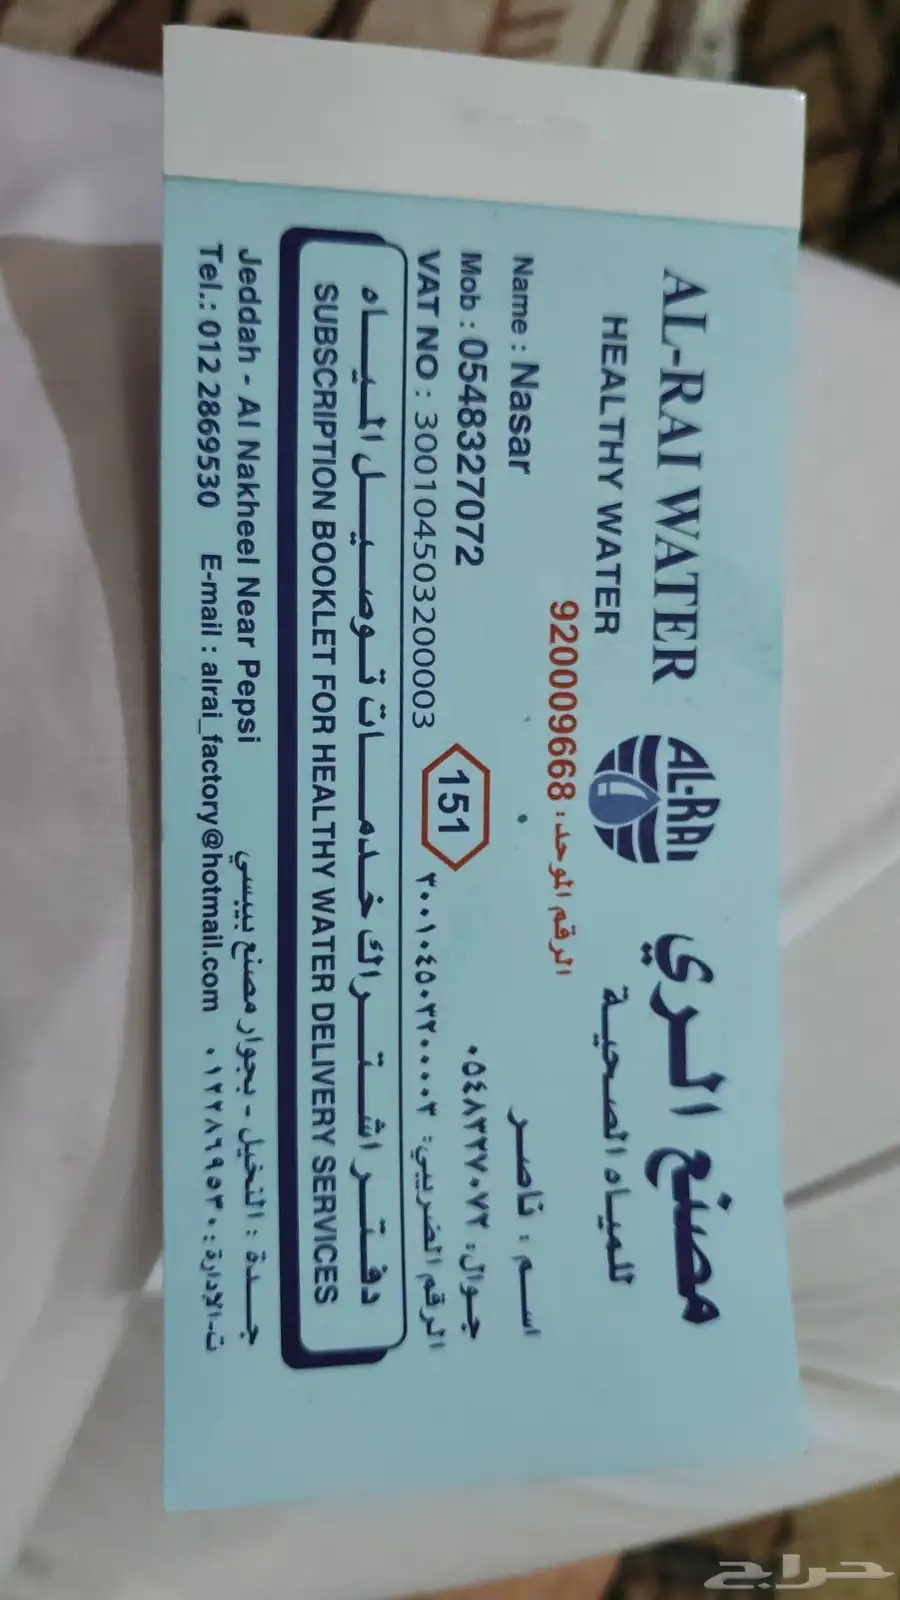 AL-RAI WATER
HEALTHY WATER
AL-RAI
مصنع الري
للمياه الصحية
920009668 : الرقم الموحد
Name : Nasar
اسم : ناصر
Mob : 0548327072
جوال: ٠٥٤٨٣٢٧٠٧٢
VAT NO : 300104503200003
151
الرقم الضريبي: ٣٠٠١٠٤٥٠٣٢٠٠٠٠٣
دفتر اشتراك خدمات توصيل المياه
SUBSCRIPTION BOOKLET FOR HEALTHY WATER DELIVERY SERVICES
Jeddah - Al Nakheel Near Pepsi
جدة : النخيل - بجوار مصنع بيبسي
Tel.: 012 2869530 E-mail : alrai_factory@hotmail.com
ت-الإدارة : ٠١٢٢٨٦٩٥٣٠
حراج